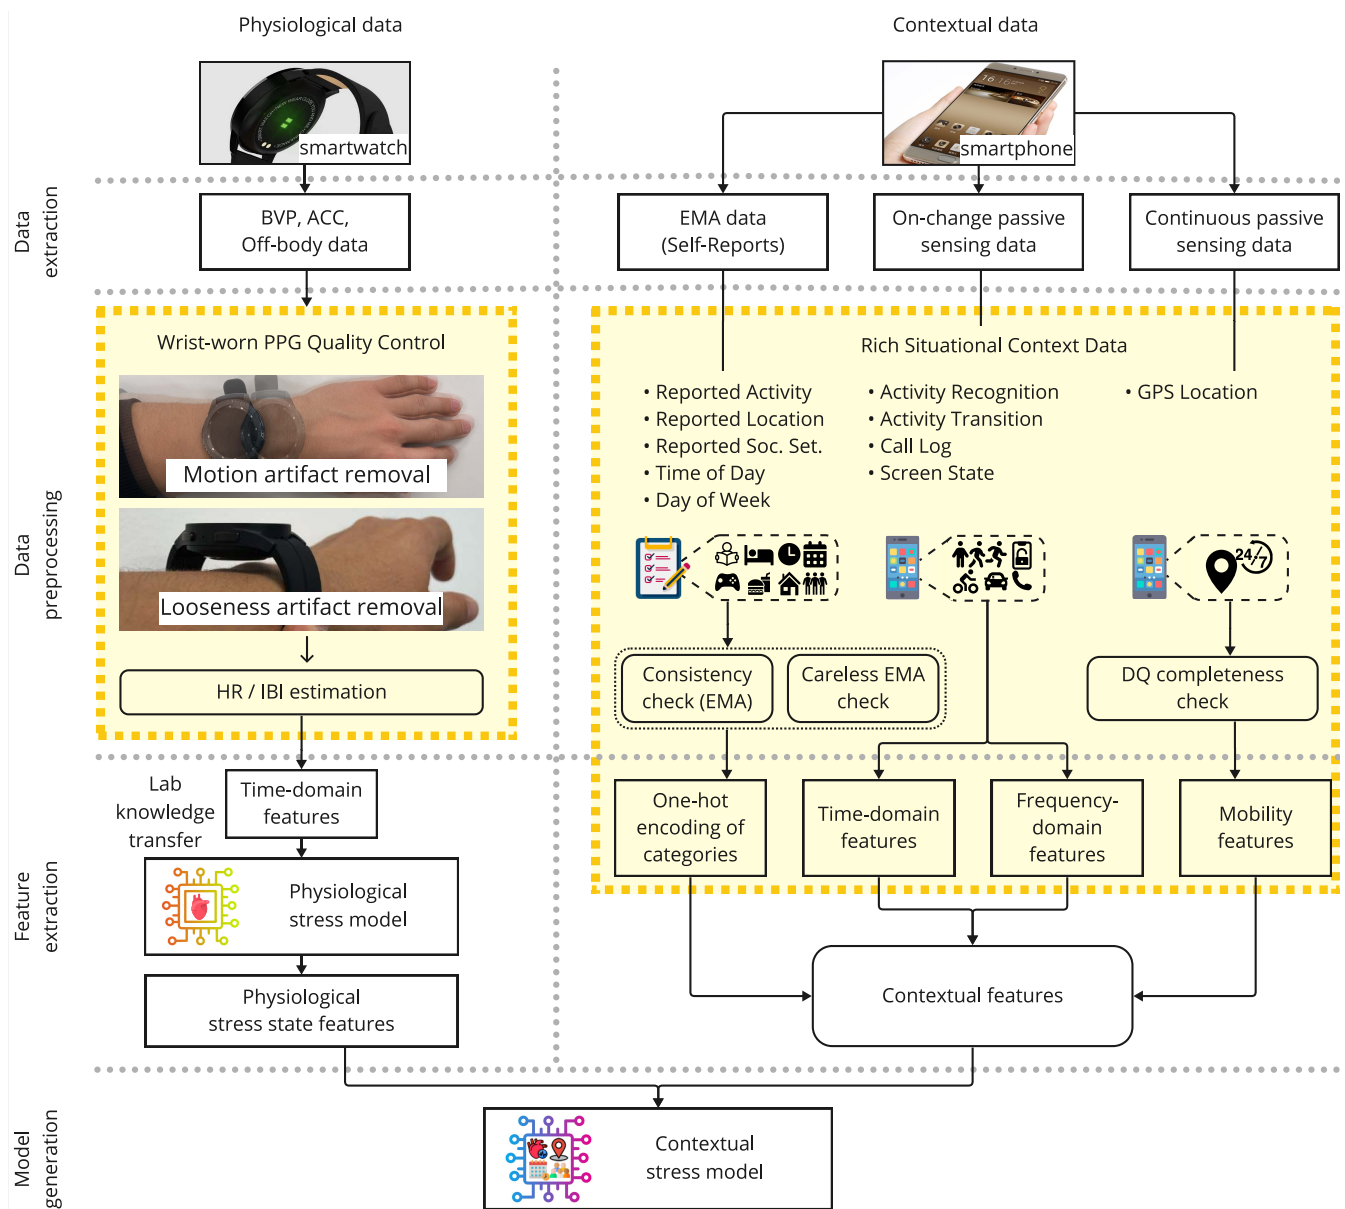 Physiological data
Contextual data
smartwatch
smartphone
Data
extraction
BVP, ACC,
Off-body data
EMA data
(Self-Reports)
On-change passive
sensing data
Continuous passive
sensing data
Data
preprocessing
Wrist-worn PPG Quality Control
Motion artifact removal
Looseness artifact removal
HR / IBI estimation
Rich Situational Context Data
• Reported Activity
• Reported Location
• Reported Soc. Set.
• Time of Day
• Day of Week
• Activity Recognition
• Activity Transition
• Call Log
• Screen State
• GPS Location
24/7
Consistency
check (EMA)
Careless EMA
check
DQ completeness
check
Feature
extraction
Lab
knowledge
transfer
Time-domain
features
Physiological
stress model
Physiological
stress state features
One-hot
encoding of
categories
Time-domain
features
Frequency-
domain
features
Mobility
features
Contextual features
Model
generation
Contextual
stress model